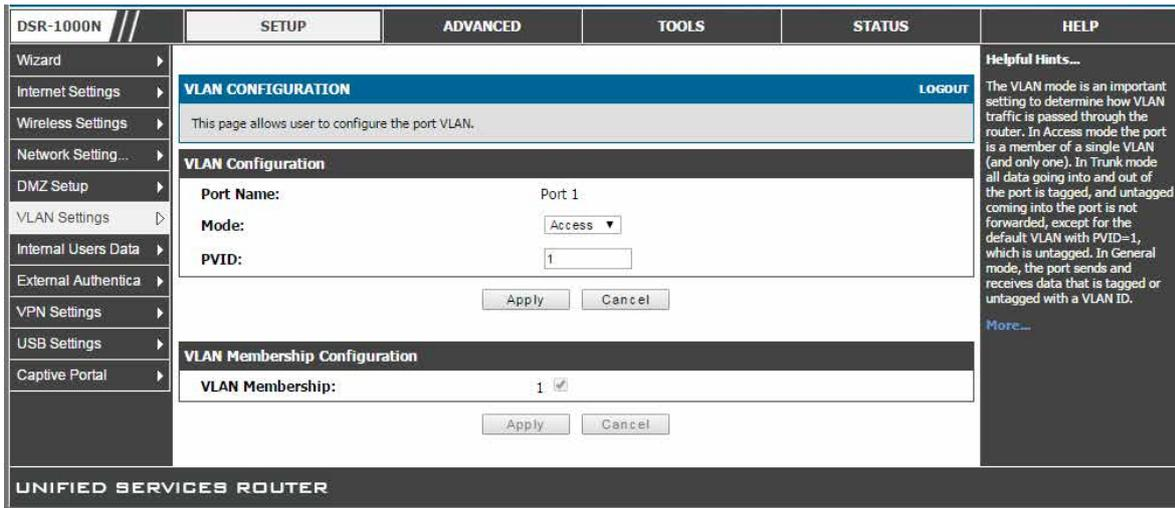 DSR-1000N
SETUP
ADVANCED
TOOLS
STATUS
HELP
Wizard
Internet Settings
Wireless Settings
Network Setting...
DMZ Setup
VLAN Settings
Internal Users Data
External Authentica
VPN Settings
USB Settings
Captive Portal
VLAN CONFIGURATION
LOGOUT
This page allows user to configure the port VLAN.
VLAN Configuration
Port Name: Port 1
Mode: Access
PVID: 1
Apply Cancel
VLAN Membership Configuration
VLAN Membership: 1
Apply Cancel
Helpful Hints...
The VLAN mode is an important
setting to determine how VLAN
traffic is passed through the
router. In Access mode the port
is a member of a single VLAN
(and only one). In Trunk mode
all data going into and out of
the port is tagged, and untagged
coming into the port is not
forwarded, except for the
default VLAN with PVID=1,
which is untagged. In General
mode, the port sends and
receives data that is tagged or
untagged with a VLAN ID.
More...
UNIFIED SERVICES ROUTER